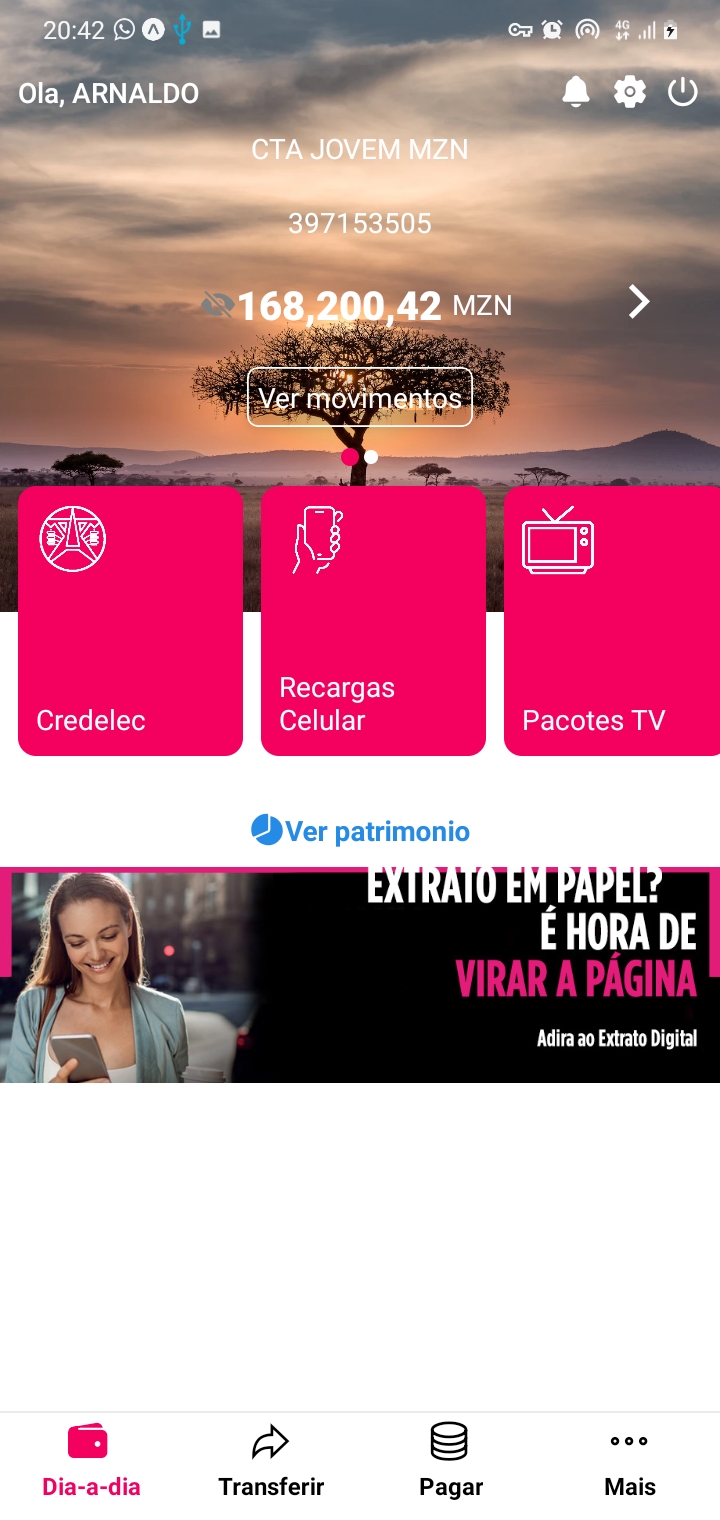 20:42
4G
Ola, ARNALDO
CTA JOVEM MZN
397153505
168,200,42 MZN
Ver movimentos
Credelec
Recargas
Celular
Pacotes TV
Ver patrimonio
EXTRATO EM PAPEL?
É HORA DE
VIRAR A PÁGINA
Adira ao Extrato Digital
Dia-a-dia
Transferir
Pagar
Mais